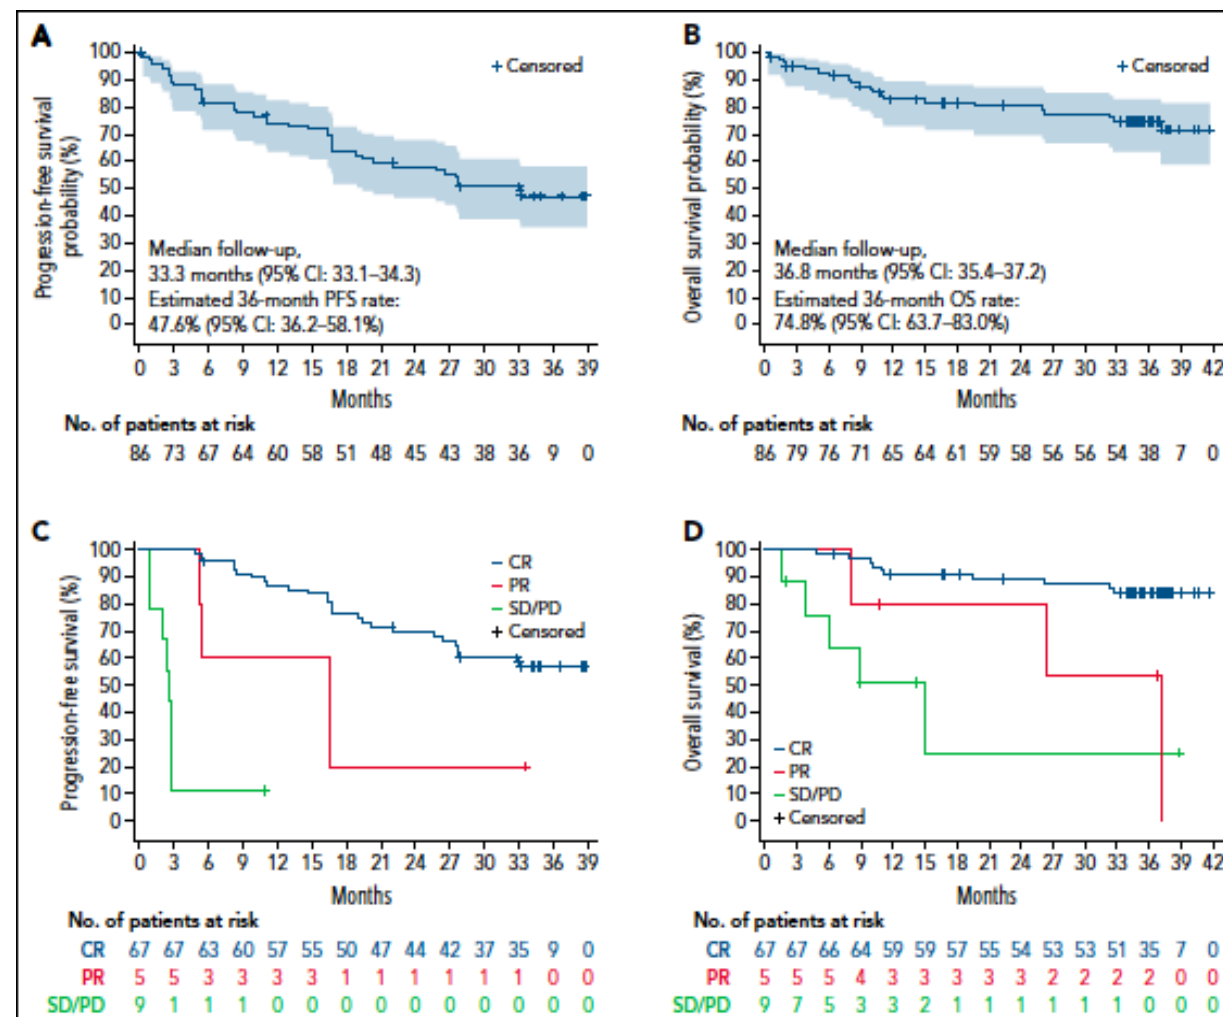 A
Progression-free survival
probability (%)
100
90
80
70
60
50
40
30
20
10
0
+ Censored
Median follow-up,
33.3 months (95% CI: 33.1–34.3)
Estimated 36-month PFS rate:
47.6% (95% CI: 36.2–58.1%)
0 3 6 9 12 15 18 21 24 27 30 33 36 39
Months
No. of patients at risk
86 73 67 64 60 58 51 48 45 43 38 36 9 0
B
Overall survival probability (%)
100
90
80
70
60
50
40
30
20
10
0
+ Censored
Median follow-up,
36.8 months (95% CI: 35.4–37.2)
Estimated 36-month OS rate:
74.8% (95% CI: 63.7–83.0%)
0 3 6 9 12 15 18 21 24 27 30 33 36 39 42
Months
No. of patients at risk
86 79 76 71 65 64 61 59 58 56 56 54 38 7 0
C
Progression-free survival (%)
100
90
80
70
60
50
40
30
20
10
0
CR
PR
SD/PD
+ Censored
0 3 6 9 12 15 18 21 24 27 30 33 36 39
Months
No. of patients at risk
CR 67 67 63 60 57 55 50 47 44 42 37 35 9 0
PR 5 5 3 3 3 3 1 1 1 1 1 1 0 0
SD/PD 9 1 1 1 0 0 0 0 0 0 0 0 0 0
D
Overall survival (%)
100
90
80
70
60
50
40
30
20
10
0
CR
PR
SD/PD
+ Censored
0 3 6 9 12 15 18 21 24 27 30 33 36 39 42
Months
No. of patients at risk
CR 67 67 66 64 59 59 57 55 54 53 53 51 35 7 0
PR 5 5 5 4 3 3 3 3 3 2 2 2 2 0 0
SD/PD 9 7 5 3 3 2 1 1 1 1 1 1 0 0 0